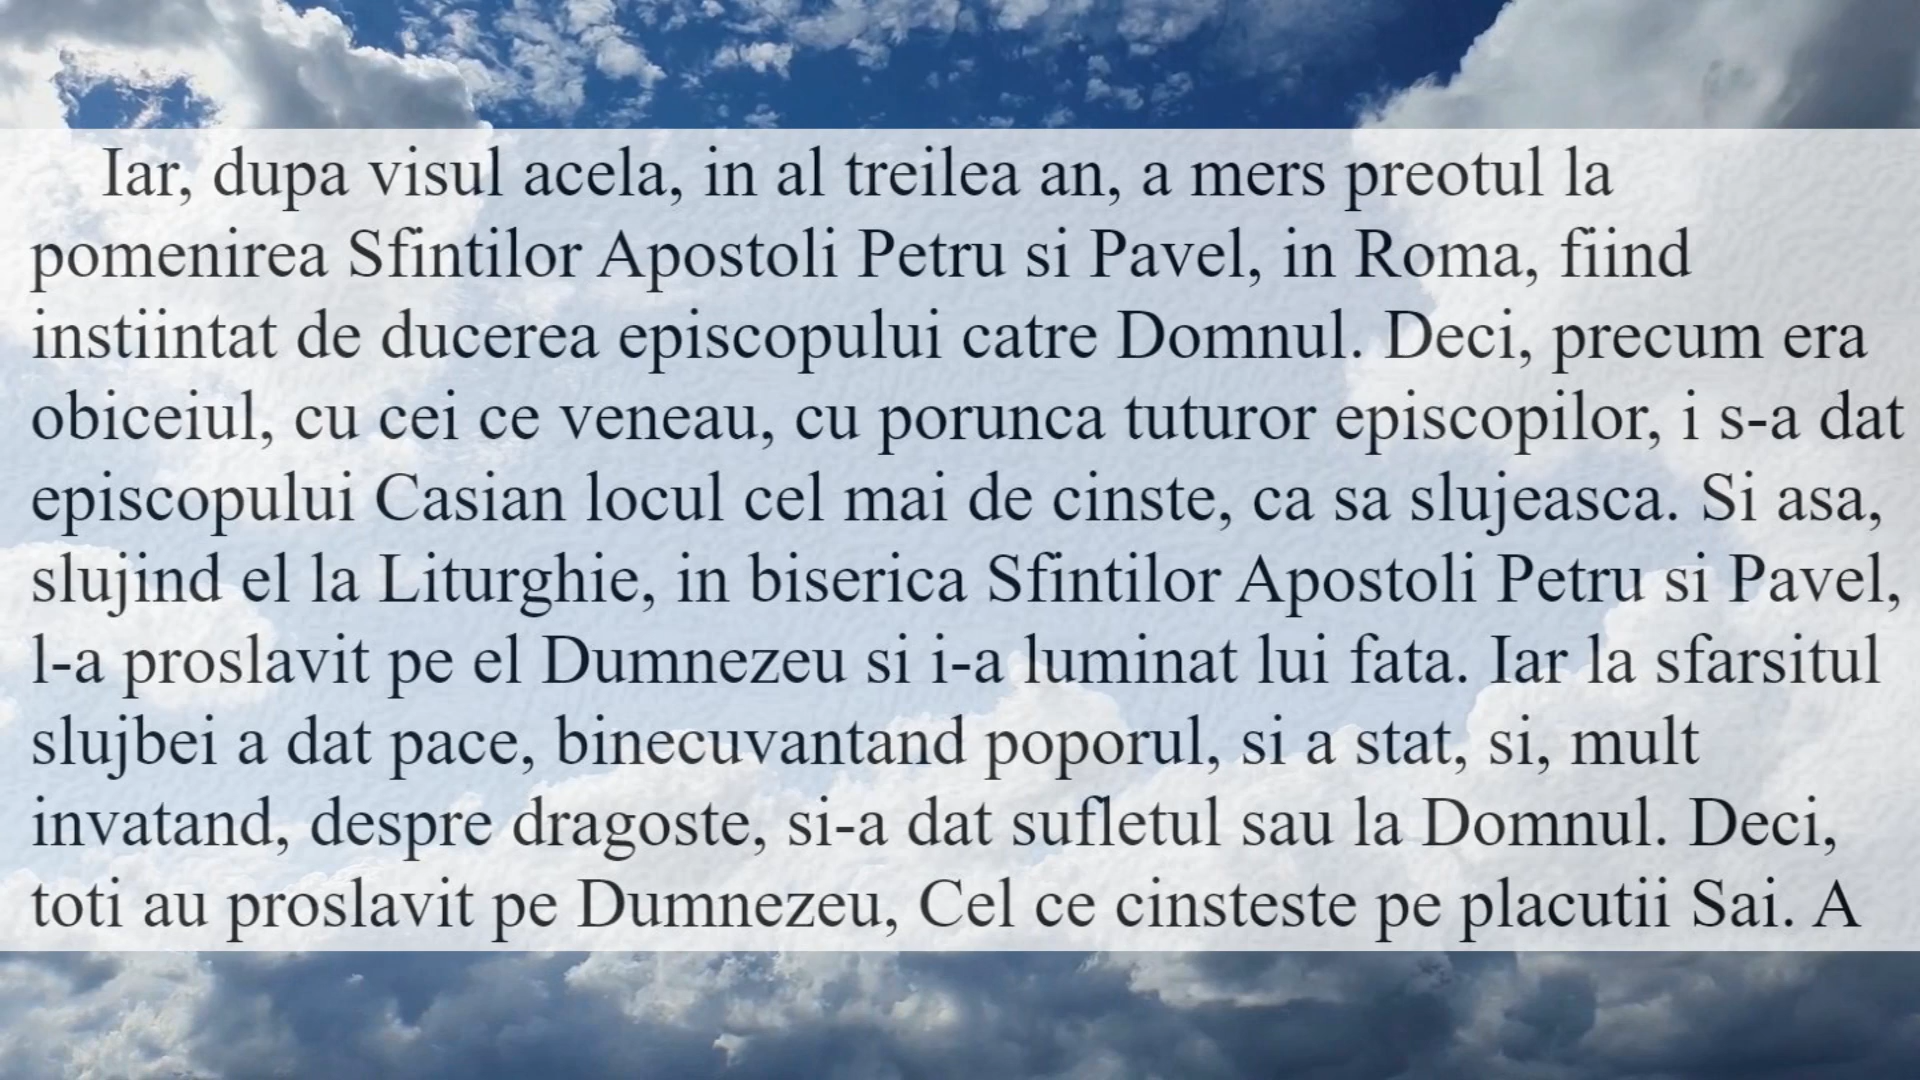 Iar, dupa visul acela, in al treilea an, a mers preotul la
pomenirea Sfintilor Apostoli Petru si Pavel, in Roma, fiind
instiintat de ducerea episcopului catre Domnul. Deci, precum era
obiceiul, cu cei ce veneau, cu porunca tuturor episcopilor, i s-a dat
episcopului Casian locul cel mai de cinste, ca sa slujeasca. Si asa,
slujind el la Liturghie, in biserica Sfintilor Apostoli Petru si Pavel,
l-a proslavit pe el Dumnezeu si i-a luminat lui fata. Iar la sfarsitul
slujbei a dat pace, binecuvantand poporul, si a stat, si, mult
invatand, despre dragoste, si-a dat sufletul sau la Domnul. Deci,
toti au proslavit pe Dumnezeu, Cel ce cinsteste pe placutii Sai. A